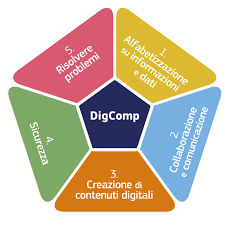 DigComp
1.
Alfabetizzazione
su informazioni
e dati
2.
Collaborazione
e comunicazione
3.
Creazione di
contenuti digitali
4.
Sicurezza
5.
Risolvere
problemi